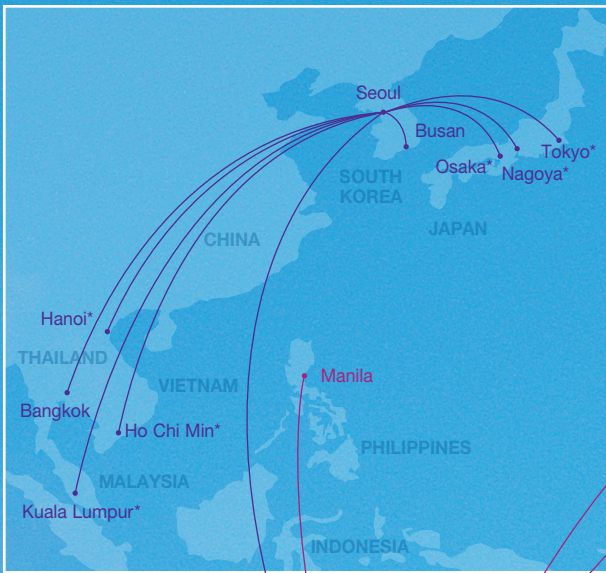 Seoul
Busan
Tokyo*
Osaka*
Nagoya*
SOUTH
KOREA
JAPAN
CHINA
Hanoi*
THAILAND
Manila
VIETNAM
Bangkok
Ho Chi Min*
PHILIPPINES
MALAYSIA
Kuala Lumpur*
INDONESIA